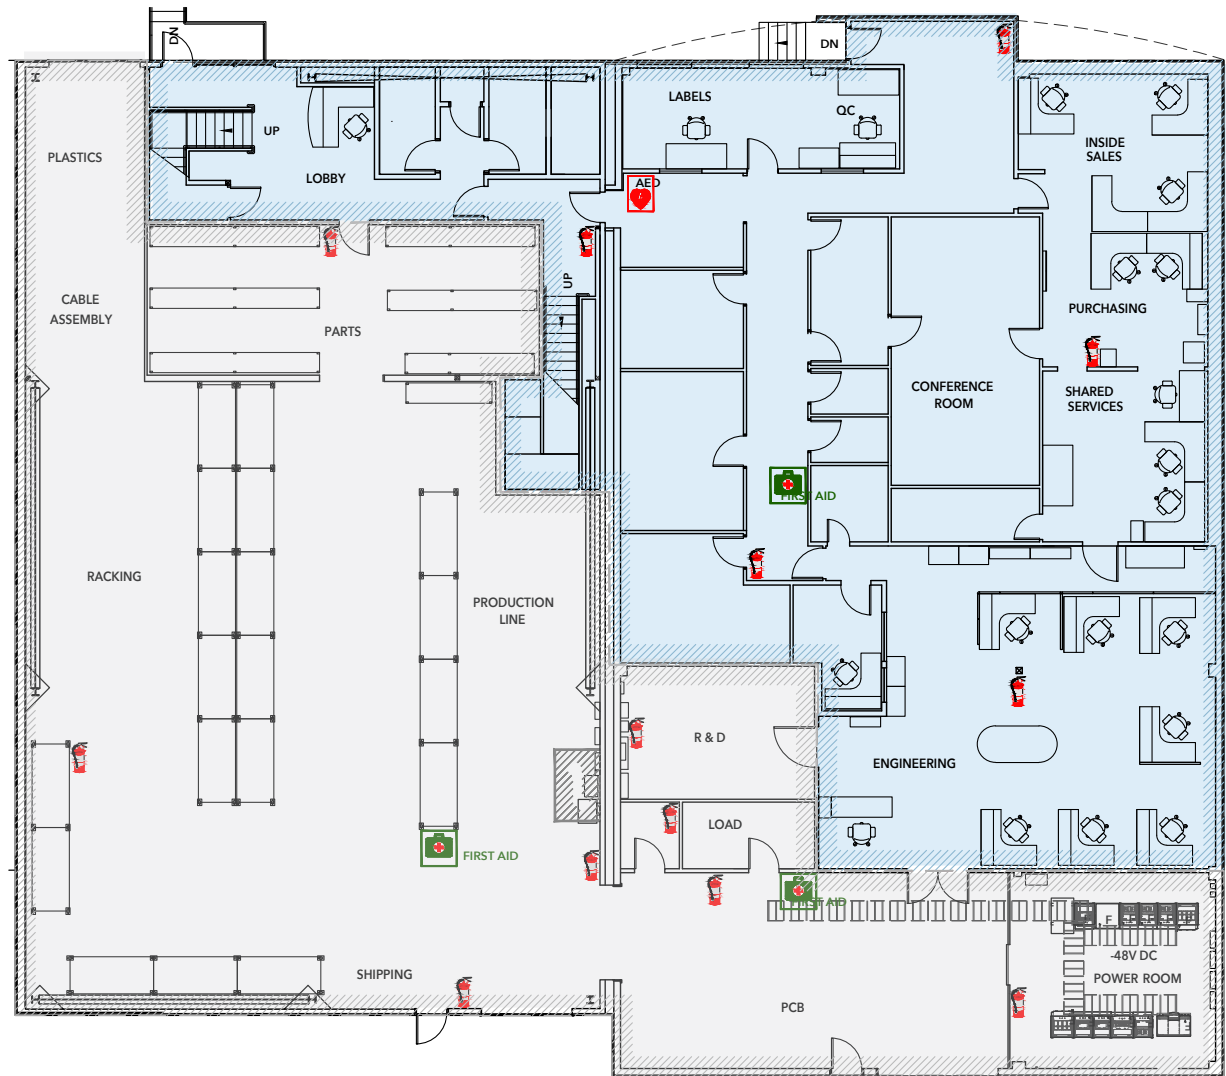 DN
DN
LABELS
QC
UP
INSIDE
SALES
PLASTICS
LOBBY
AED
UP
CABLE
ASSEMBLY
PARTS
PURCHASING
CONFERENCE
ROOM
SHARED
SERVICES
FIRST AID
RACKING
PRODUCTION
LINE
R & D
ENGINEERING
LOAD
FIRST AID
FIRST AID
F
-48V DC
POWER ROOM
SHIPPING
PCB